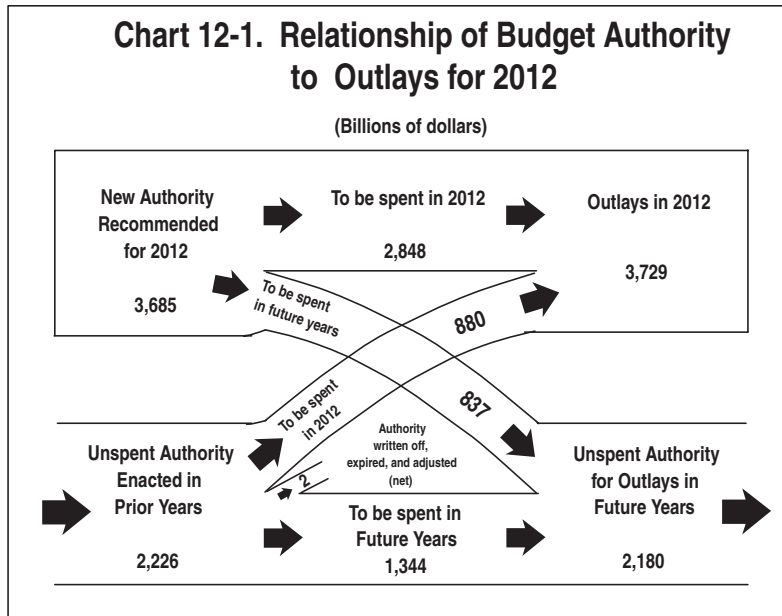 Chart 12-1. Relationship of Budget Authority
to Outlays for 2012
(Billions of dollars)
New Authority
Recommended
for 2012
3,685
To be spent in 2012
2,848
Outlays in 2012
3,729
To be spent
in future years
880
To be spent
in 2012
837
Authority
written off,
expired, and adjusted
(net)
2
Unspent Authority
Enacted in
Prior Years
2,226
To be spent in
Future Years
1,344
Unspent Authority
for Outlays in
Future Years
2,180